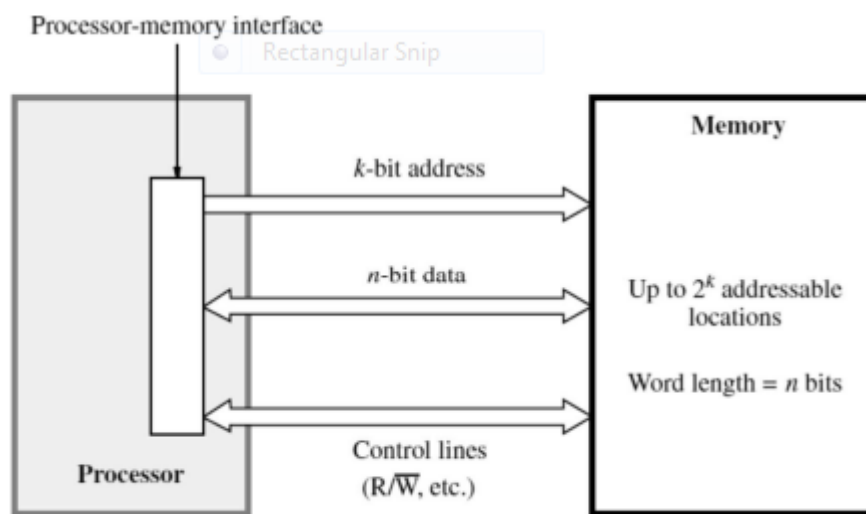 Processor-memory interface
Rectangular Snip
Memory
k-bit address
n-bit data
Up to 2^k addressable
locations
Word length = n bits
Control lines
(R/W̅, etc.)
Processor